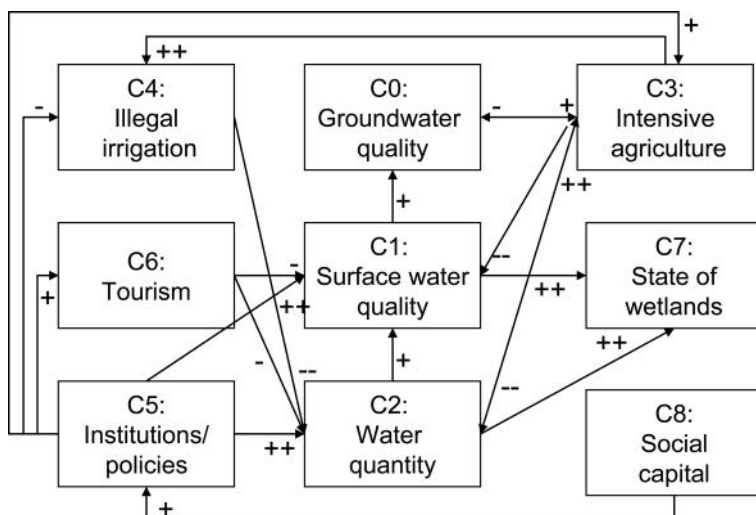 +
++
C4:
Illegal
irrigation
C0:
Groundwater
quality
C3:
Intensive
agriculture
-
-
+
++
+
C6:
Tourism
-
C1:
Surface water
quality
--
C7:
State of
wetlands
+
++
++
-
--
+
--
++
C5:
Institutions/
policies
++
C2:
Water
quantity
C8:
Social
capital
+